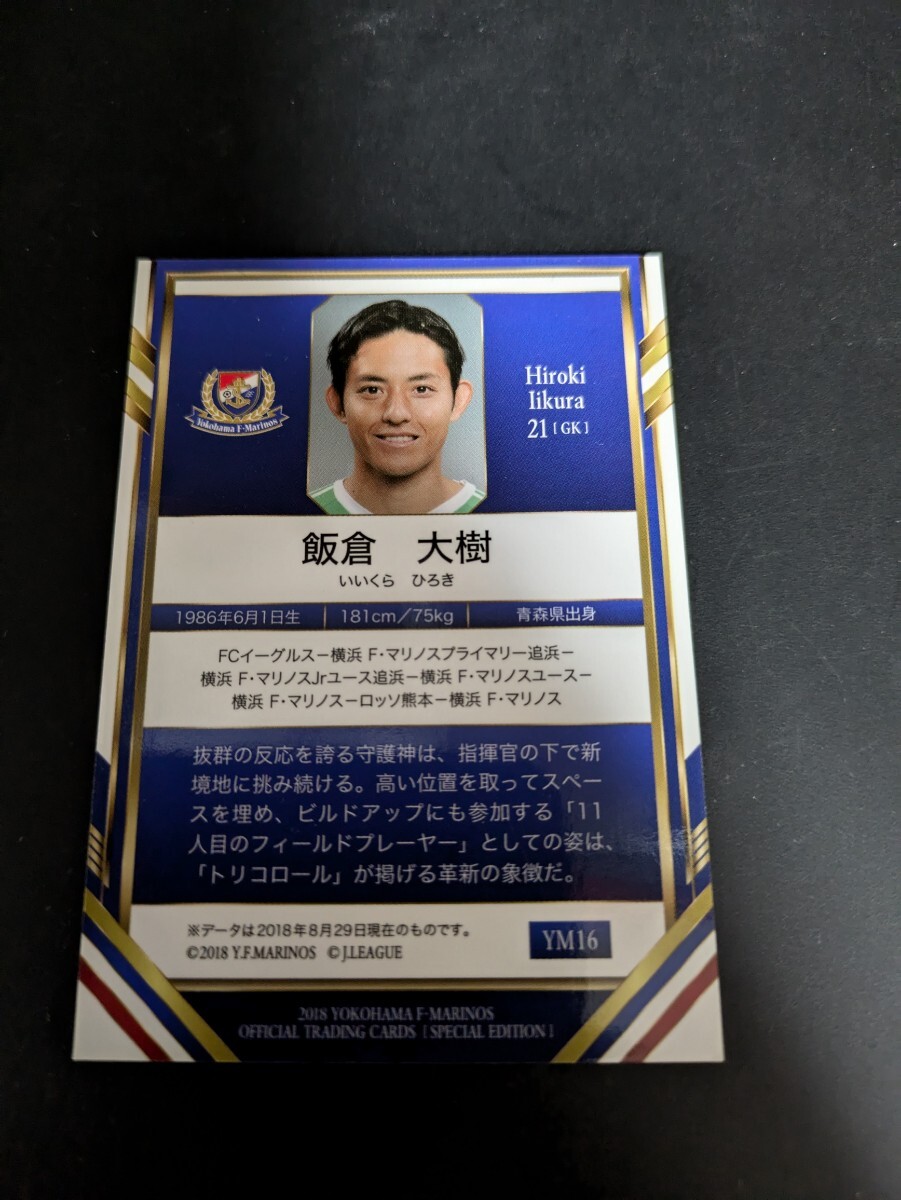 Yokohama F·Marinos
Hiroki
Iikura
21 [ GK ]
飯倉　大樹
いいくら　ひろき
1986年6月1日生
181cm／75kg
青森県出身
FCイーグルスー横浜 F・マリノスプライマリー追浜ー
横浜 F・マリノスJrユース追浜ー横浜 F・マリノスユースー
横浜 F・マリノスーロッソ熊本ー横浜 F・マリノス
抜群の反応を誇る守護神は、指揮官の下で新
境地に挑み続ける。高い位置を取ってスペー
スを埋め、ビルドアップにも参加する「11
人目のフィールドプレーヤー」としての姿は、
「トリコロール」が掲げる革新の象徴だ。
※データは2018年8月29日現在のものです。
©2018 Y.F.MARINOS ©J.LEAGUE
YM16
2018 YOKOHAMA F·MARINOS
OFFICIAL TRADING CARDS [ SPECIAL EDITION ]